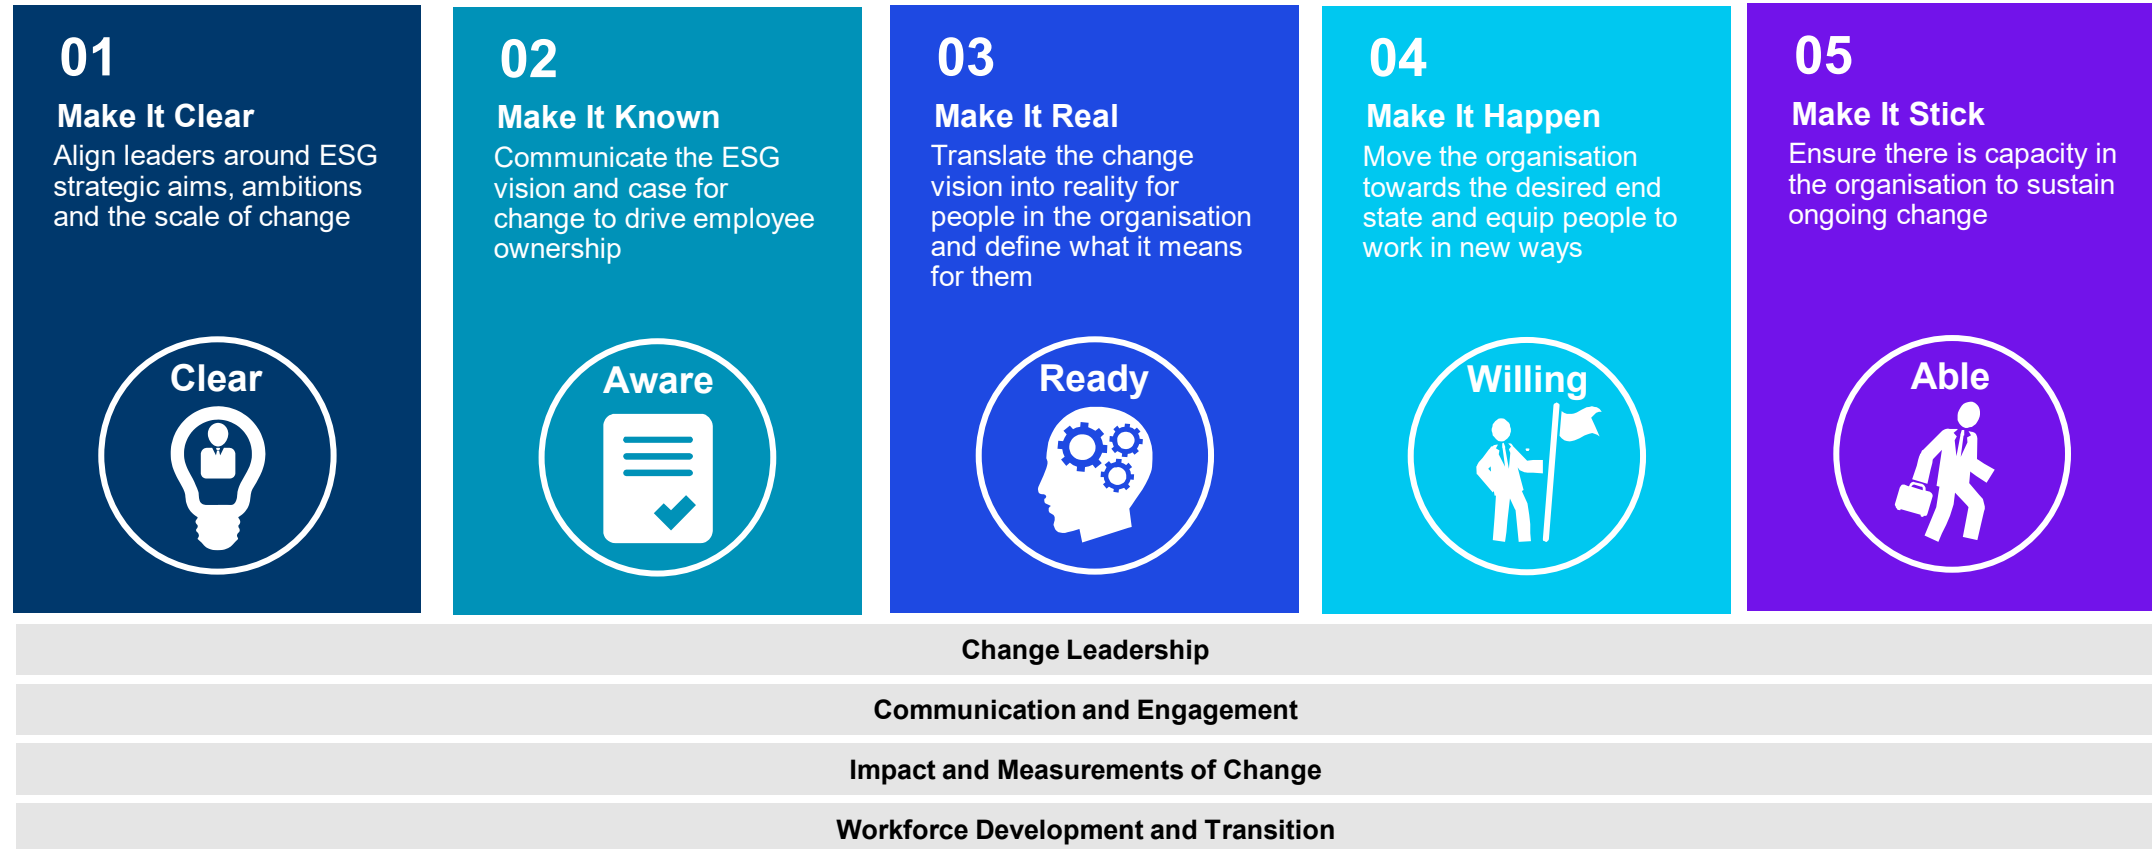 01
Make It Clear
Align leaders around ESG
strategic aims, ambitions
and the scale of change
Clear
02
Make It Known
Communicate the ESG
vision and case for
change to drive employee
ownership
Aware
03
Make It Real
Translate the change
vision into reality for
people in the organisation
and define what it means
for them
Ready
04
Make It Happen
Move the organisation
towards the desired end
state and equip people to
work in new ways
Willing
05
Make It Stick
Ensure there is capacity in
the organisation to sustain
ongoing change
Able
Change Leadership
Communication and Engagement
Impact and Measurements of Change
Workforce Development and Transition